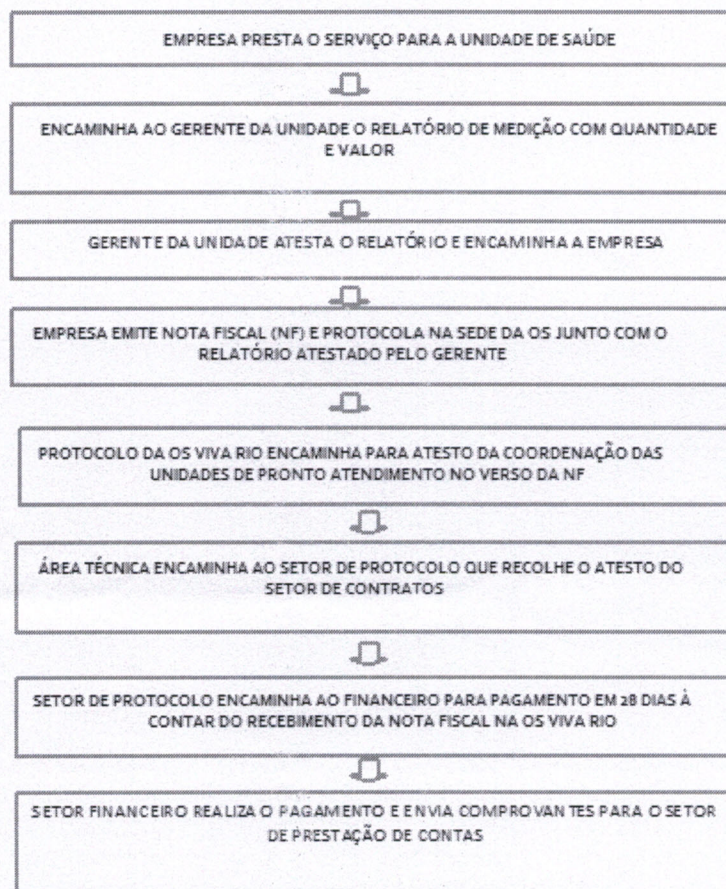 EMPRESA PRESTA O SERVIÇO PARA A UNIDADE DE SAÚDE
ENCAMINHA AO GERENTE DA UNIDADE O RELATÓRIO DE MEDIÇÃO COM QUANTIDADE
E VALOR
GERENTE DA UNIDADE ATESTA O RELATÓRIO E ENCAMINHA A EMPRESA
EMPRESA EMITE NOTA FISCAL (NF) E PROTOCOLA NA SEDE DA OS JUNTO COM O
RELATÓRIO ATESTADO PELO GERENTE
PROTOCOLO DA OS VIVA RIO ENCAMINHA PARA ATESTO DA COORDENAÇÃO DAS
UNIDADES DE PRONTO ATENDIMENTO NO VERSO DA NF
ÁREA TÉCNICA ENCAMINHA AO SETOR DE PROTOCOLO QUE RECOLHE O ATESTO DO
SETOR DE CONTRATOS
SETOR DE PROTOCOLO ENCAMINHA AO FINANCEIRO PARA PAGAMENTO EM 28 DIAS À
CONTAR DO RECEBIMENTO DA NOTA FISCAL NA OS VIVA RIO
SETOR FINANCEIRO REALIZA O PAGAMENTO E ENVIA COMPROVANTES PARA O SETOR
DE PRESTAÇÃO DE CONTAS